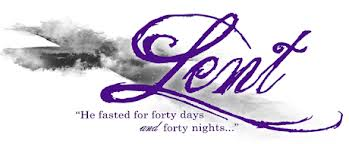 Lent
“He fasted for forty days
and forty nights...”